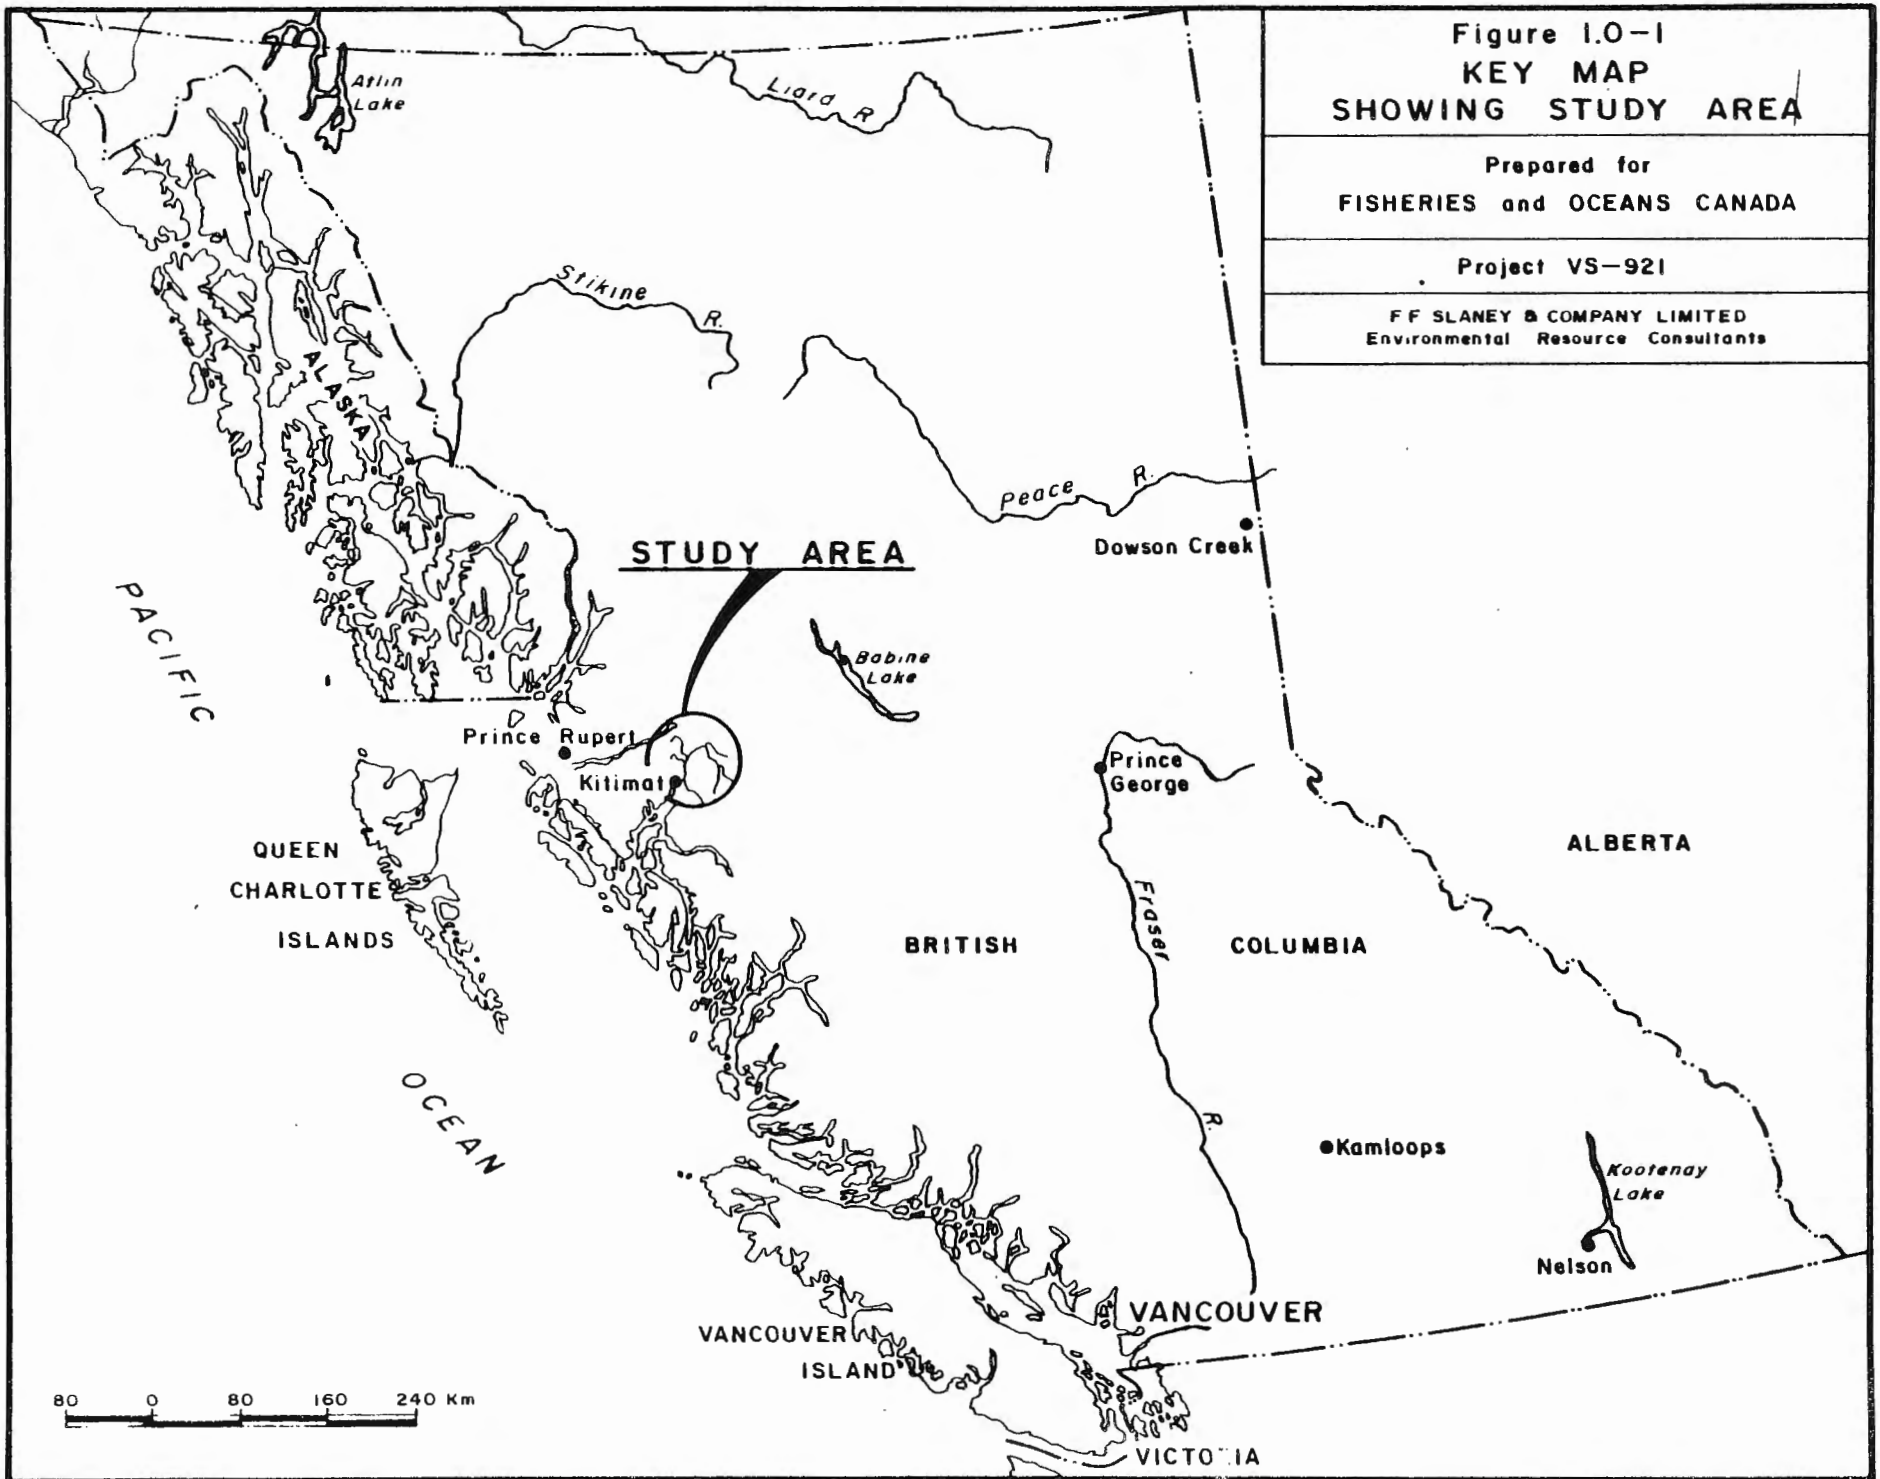 Figure 1.0-1
KEY MAP
SHOWING STUDY AREA
Prepared for
FISHERIES and OCEANS CANADA
Project VS-921
F F SLANEY & COMPANY LIMITED
Environmental Resource Consultants
Atlin
Lake
Liard R
Stikine R.
ALASKA
Peace R.
Dowson Creek
STUDY AREA
PACIFIC
Babine
Lake
Prince Rupert
Kitimat
Prince
George
QUEEN
CHARLOTTE
ISLANDS
ALBERTA
Fraser R.
BRITISH COLUMBIA
OCEAN
Kamloops
Kootenay
Lake
Nelson
VANCOUVER
VANCOUVER
ISLAND
80 0 80 160 240 Km
VICTO IA